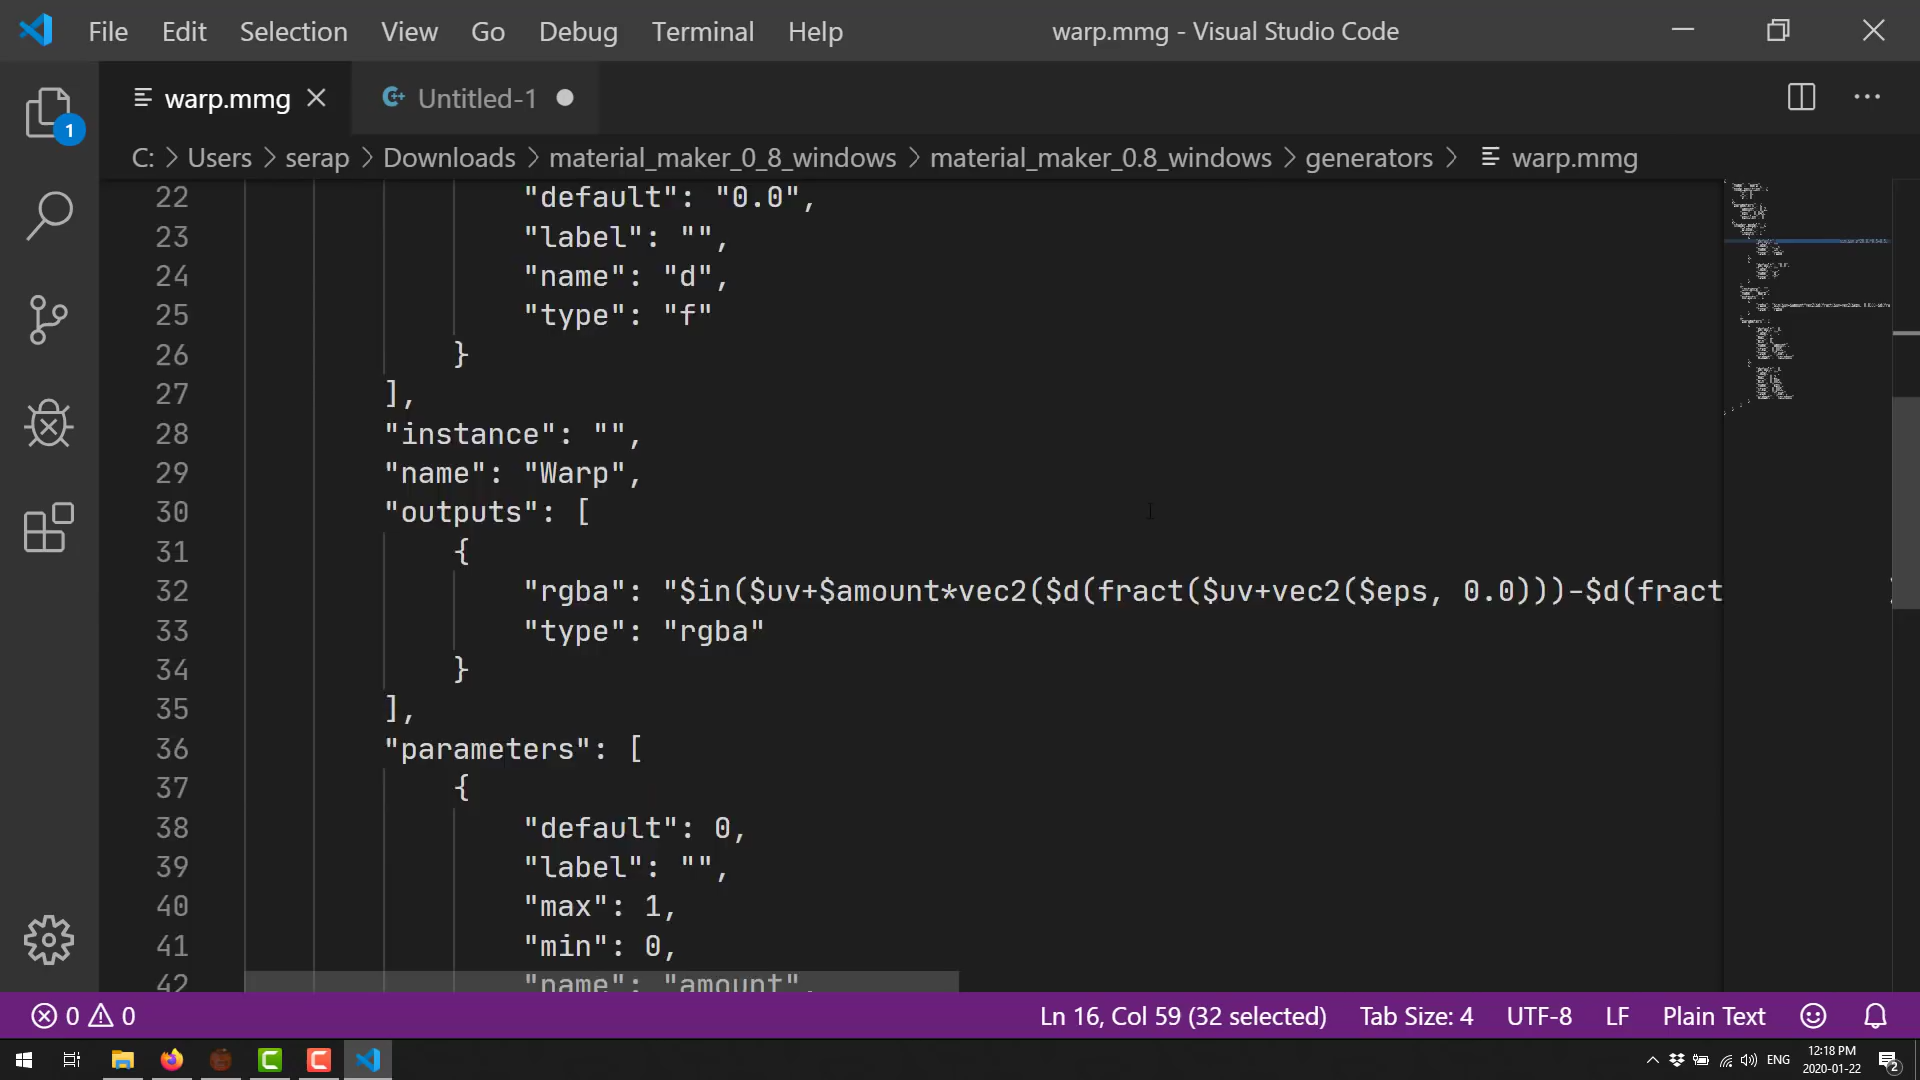 File Edit Selection View Go Debug Terminal Help warp.mmg - Visual Studio Code
warp.mmg Untitled-1
1
C: > Users > serap > Downloads > material_maker_0_8_windows > material_maker_0.8_windows > generators > warp.mmg
22 "default": "0.0",
23 "label": "",
24 "name": "d",
25 "type": "f"
26 }
27 ],
28 "instance": "",
29 "name": "Warp",
30 "outputs": [
31 {
32 "rgba": "$in($uv+$amount*vec2($d(fract($uv+vec2($eps, 0.0)))-$d(fract
33 "type": "rgba"
34 }
35 ],
36 "parameters": [
37 {
38 "default": 0,
39 "label": "",
40 "max": 1,
41 "min": 0,
42 "name": "amount",
0 0 Ln 16, Col 59 (32 selected) Tab Size: 4 UTF-8 LF Plain Text
ENG 12:18 PM
2020-01-22
2